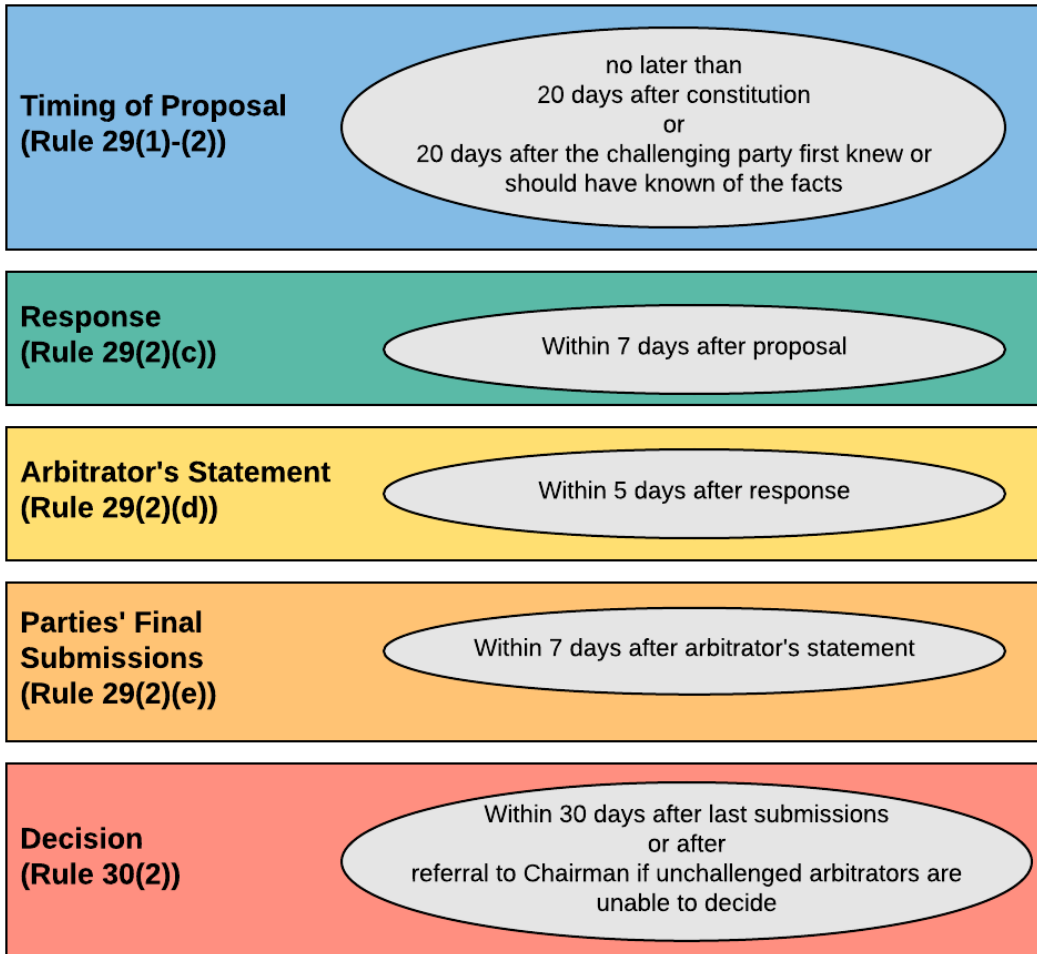 Timing of Proposal
(Rule 29(1)-(2))
no later than
20 days after constitution
or
20 days after the challenging party first knew or
should have known of the facts
Response
(Rule 29(2)(c))
Within 7 days after proposal
Arbitrator's Statement
(Rule 29(2)(d))
Within 5 days after response
Parties' Final
Submissions
(Rule 29(2)(e))
Within 7 days after arbitrator's statement
Decision
(Rule 30(2))
Within 30 days after last submissions
or after
referral to Chairman if unchallenged arbitrators are
unable to decide